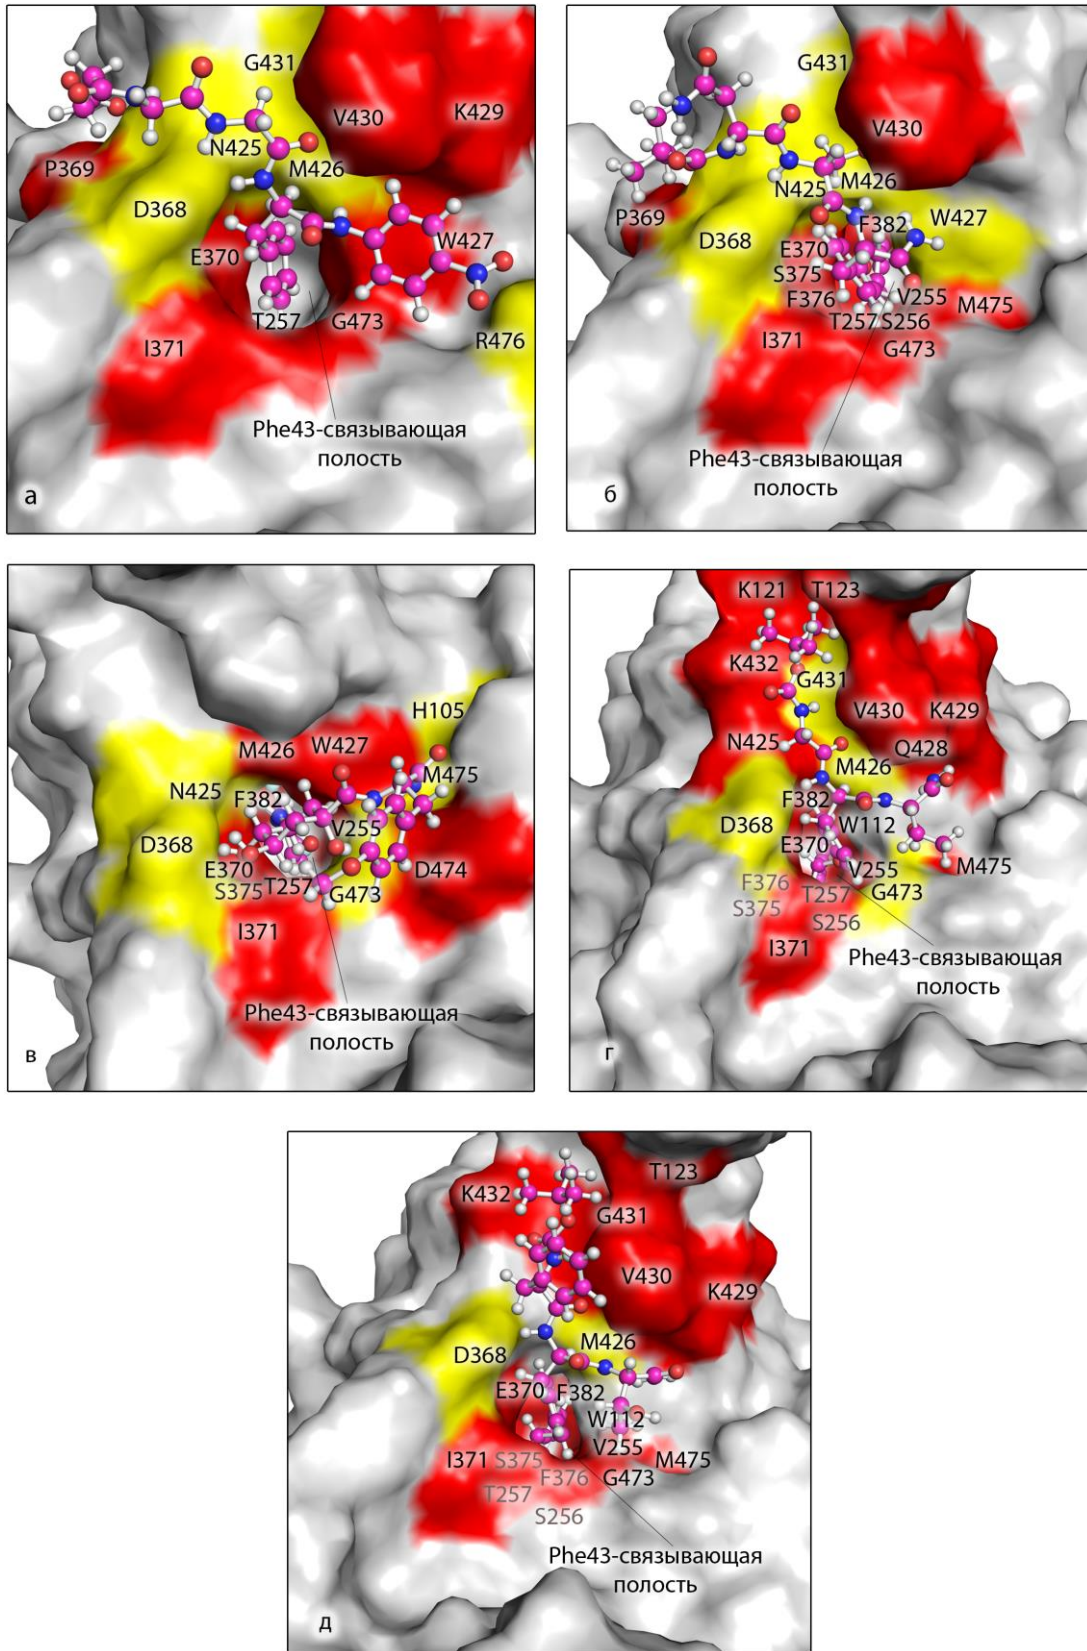 G431
V430
K429
P369
N425
M426
D368
E370
W427
T257
G473
R476
I371
Phe43-связывающая
полость
а
G431
V430
N425
M426
P369
W427
D368
F382
E370
S375
F376
V255
M475
T257
S256
I371
G473
Phe43-связывающая
полость
б
H105
M426
W427
M475
N425
F382
V255
D368
E370
D474
S375
T257
G473
I371
Phe43-связывающая
полость
в
K121
T123
K432
G431
V430
K429
N425
Q428
M426
F382
D368
W112
E370
M475
V255
F376
T257
G473
S375
S256
I371
Phe43-связывающая
полость
г
T123
K432
G431
V430
K429
M426
D368
E370
F382
W112
V255
I371
S375
M475
F376
G473
T257
S256
Phe43-связывающая
полость
д